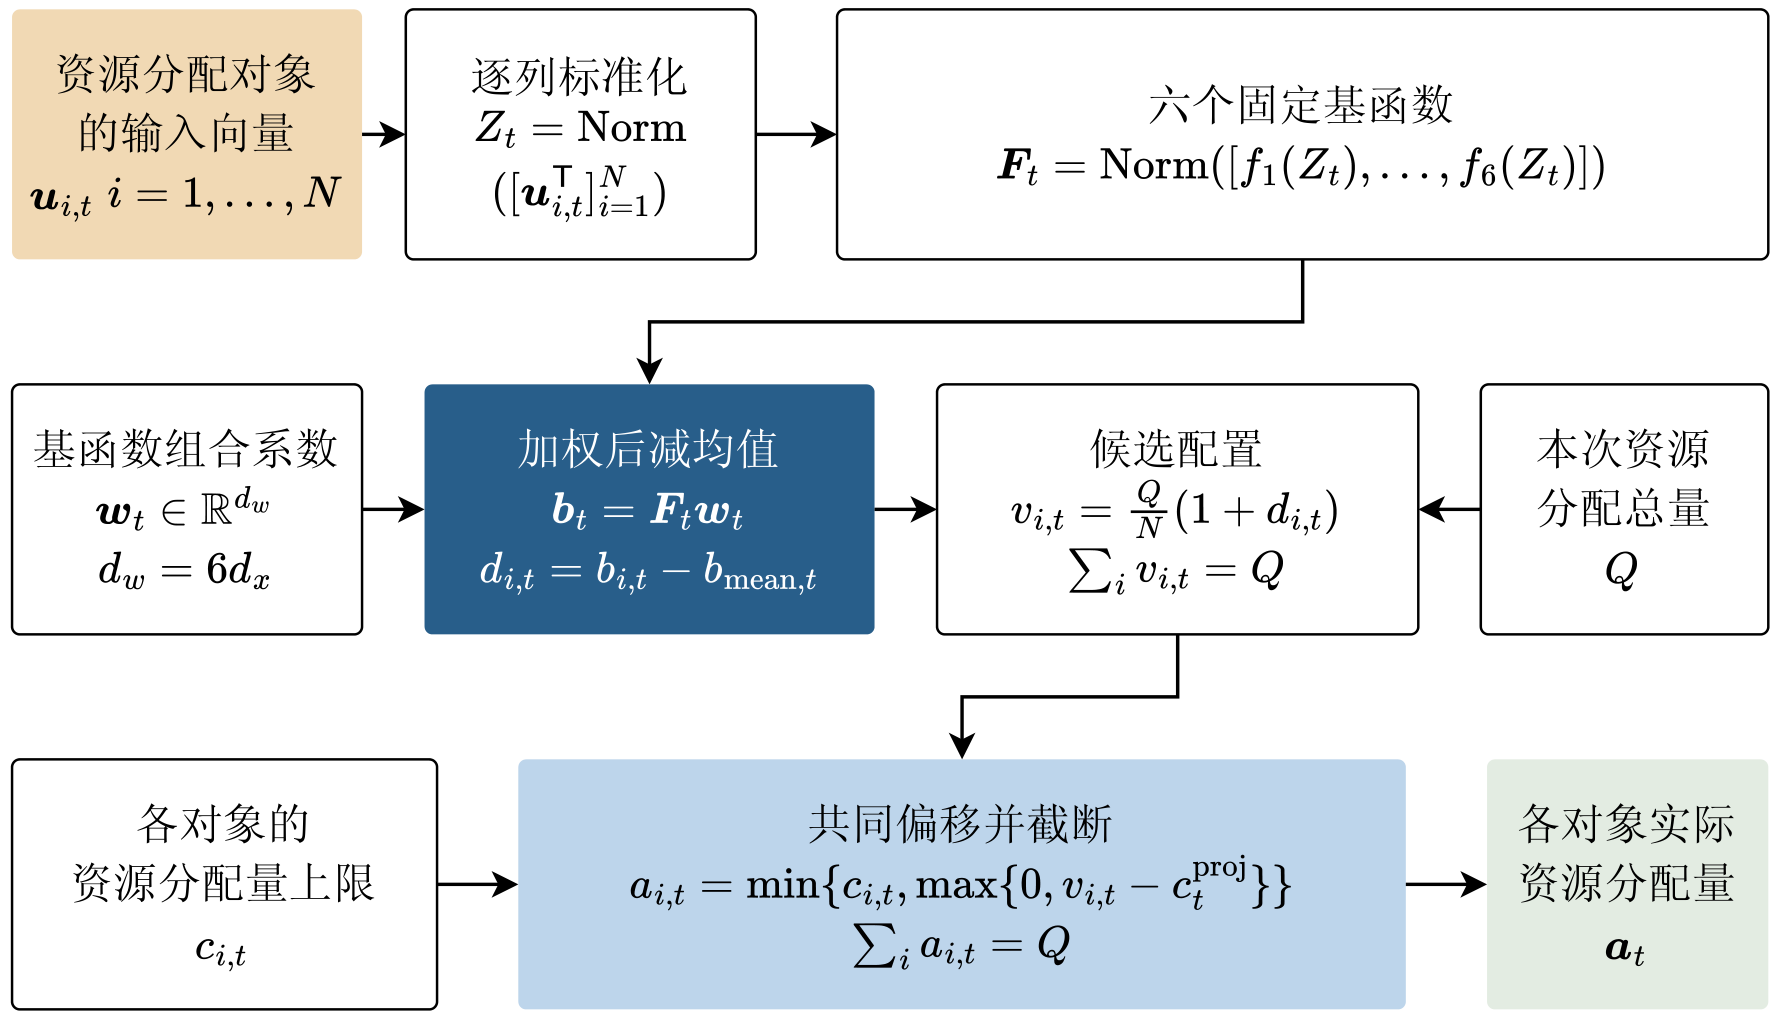 资源分配对象
的输入向量
𝒖_{i,t} i = 1, . . . , N
逐列标准化
Z_t = Norm
([𝒖_{i,t}^⊤]_{i=1}^N)
六个固定基函数
𝑭_t = Norm([f_1(Z_t), . . . , f_6(Z_t)])
基函数组合系数
𝒘_t ∈ ℝ^{d_w}
d_w = 6d_x
加权后减均值
𝒃_t = 𝑭_t𝒘_t
d_{i,t} = b_{i,t} − b_{mean,t}
候选配置
v_{i,t} = \frac{Q}{N}(1 + d_{i,t})
∑_i v_{i,t} = Q
本次资源
分配总量
Q
各对象的
资源分配量上限
c_{i,t}
共同偏移并截断
a_{i,t} = min{c_{i,t}, max{0, v_{i,t} − c_t^{proj}}}
∑_i a_{i,t} = Q
各对象实际
资源分配量
𝒂_t